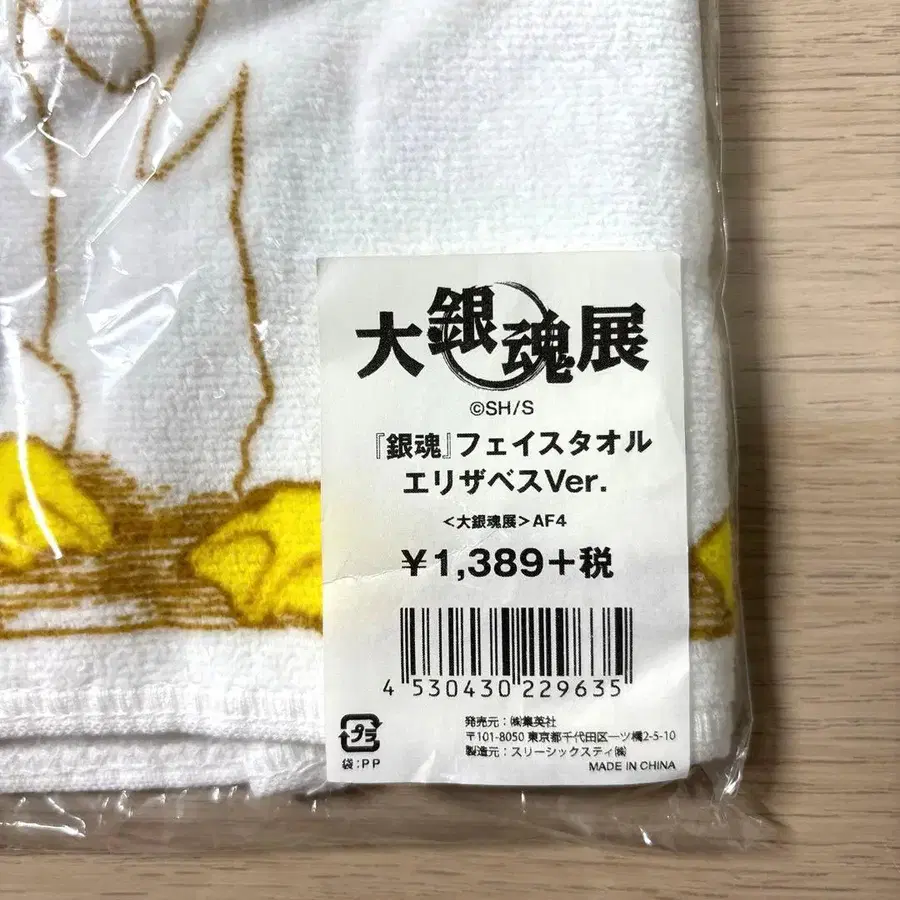 大銀魂展
©SH/S
『銀魂』フェイスタオル
エリザベスVer.
<大銀魂展>AF4
¥1,389+税
4 530430 229635
プラ
袋:PP
発売元:㈱集英社
〒101-8050 東京都千代田区一ツ橋2-5-10
製造元:スリーシックスティ㈱
MADE IN CHINA